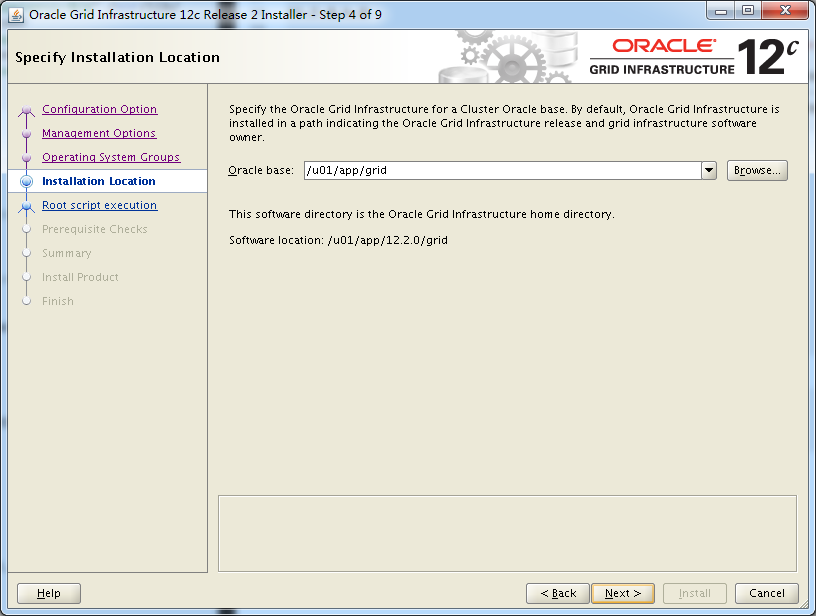 Oracle Grid Infrastructure 12c Release 2 Installer - Step 4 of 9
Specify Installation Location
ORACLE
GRID INFRASTRUCTURE
12c
Configuration Option
Management Options
Operating System Groups
Installation Location
Root script execution
Prerequisite Checks
Summary
Install Product
Finish
Specify the Oracle Grid Infrastructure for a Cluster Oracle base. By default, Oracle Grid Infrastructure is
installed in a path indicating the Oracle Grid Infrastructure release and grid infrastructure software
owner.
Oracle base: /u01/app/grid Browse...
This software directory is the Oracle Grid Infrastructure home directory.
Software location: /u01/app/12.2.0/grid
Help < Back Next > Install Cancel